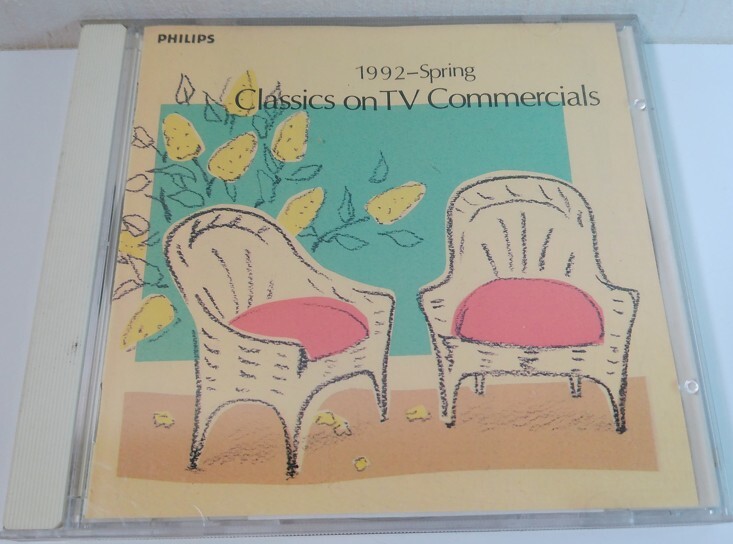 PHILIPS
1992–Spring
Classics on TV Commercials